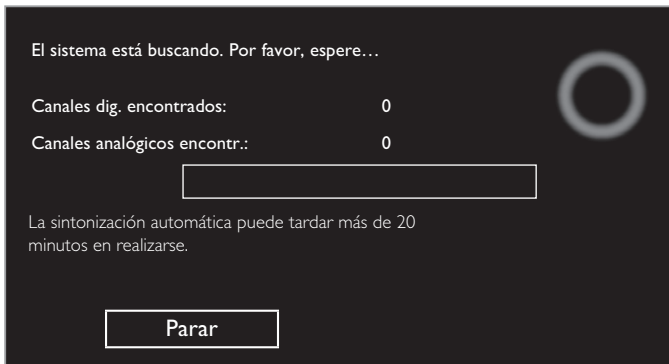 El sistema está buscando. Por favor, espere…
Canales dig. encontrados: 0
Canales analógicos encontr.: 0
La sintonización automática puede tardar más de 20
minutos en realizarse.
Parar